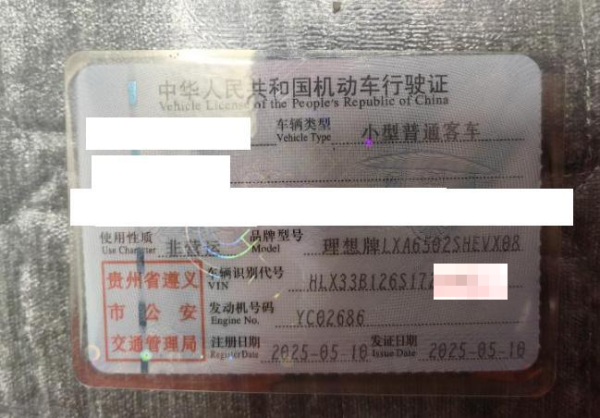 中华人民共和国机动车行驶证
Vehicle License of the People's Republic of China
车辆类型 小型普通客车
Vehicle Type
使用性质 非营运 品牌型号 理想牌LXA6502SHEVX08
Use Character Model
贵州省遵义 车辆识别代号 HLX33B126S172
VIN
市公安 发动机号码 YC02686
Engine No.
交通管理局 注册日期 2025-05-10 发证日期 2025-05-10
Register Date Issue Date